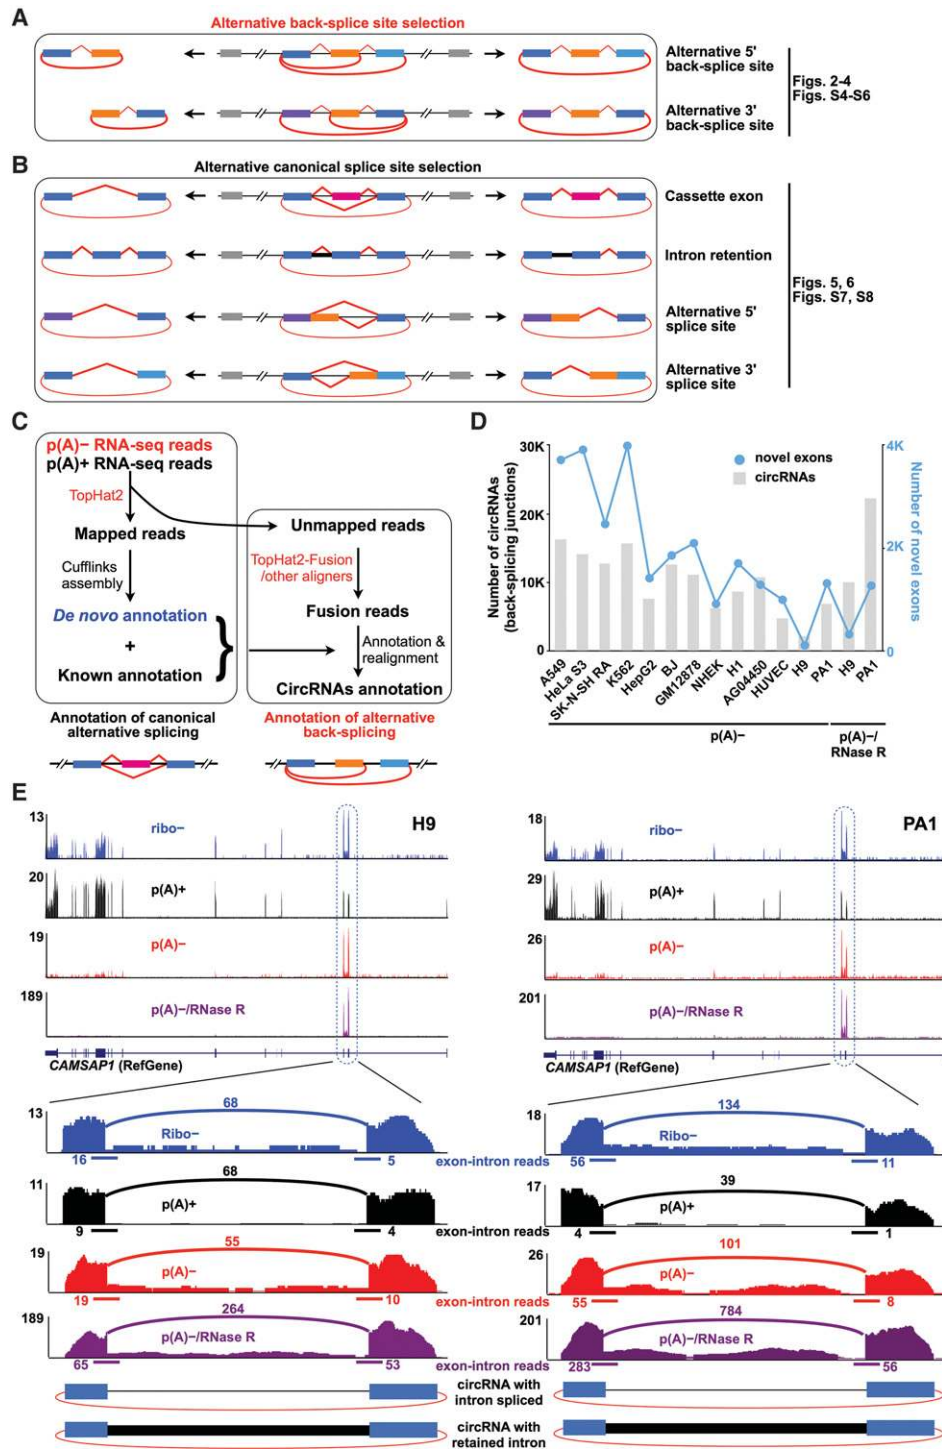 A
Alternative back-splice site selection
Alternative 5'
back-splice site
Alternative 3'
back-splice site
Figs. 2-4
Figs. S4-S6
B
Alternative canonical splice site selection
Cassette exon
Intron retention
Alternative 5'
splice site
Alternative 3'
splice site
Figs. 5, 6
Figs. S7, S8
C
p(A)− RNA-seq reads
p(A)+ RNA-seq reads
TopHat2
Mapped reads
Cufflinks
assembly
De novo annotation
+
Known annotation
Unmapped reads
TopHat2-Fusion
/other aligners
Fusion reads
Annotation &
realignment
CircRNAs annotation
Annotation of canonical
alternative splicing
Annotation of alternative
back-splicing
D
Number of circRNAs
(back-splicing junctions)
30K
20K
10K
0
novel exons
circRNAs
4K
2K
0
Number of novel exons
A549
HeLa S3
SK-N-SH RA
K562
HepG2
BJ
GM12878
NHEK
H1
AG04450
HUVEC
H9
PA1
H9
PA1
p(A)−
p(A)−/
RNase R
E
H9
13
ribo−
20
p(A)+
19
p(A)−
189
p(A)−/RNase R
CAMSAP1 (RefGene)
PA1
18
ribo−
29
p(A)+
26
p(A)−
201
p(A)−/RNase R
CAMSAP1 (RefGene)
13
68
Ribo−
16
5
exon-intron reads
18
134
Ribo−
56
11
11
68
p(A)+
9
4
exon-intron reads
17
39
p(A)+
4
1
19
55
p(A)−
19
10
exon-intron reads
26
101
p(A)−
55
8
189
264
p(A)−/RNase R
65
53
exon-intron reads
201
784
p(A)−/RNase R
283
56
circRNA with
intron spliced
circRNA with
retained intron